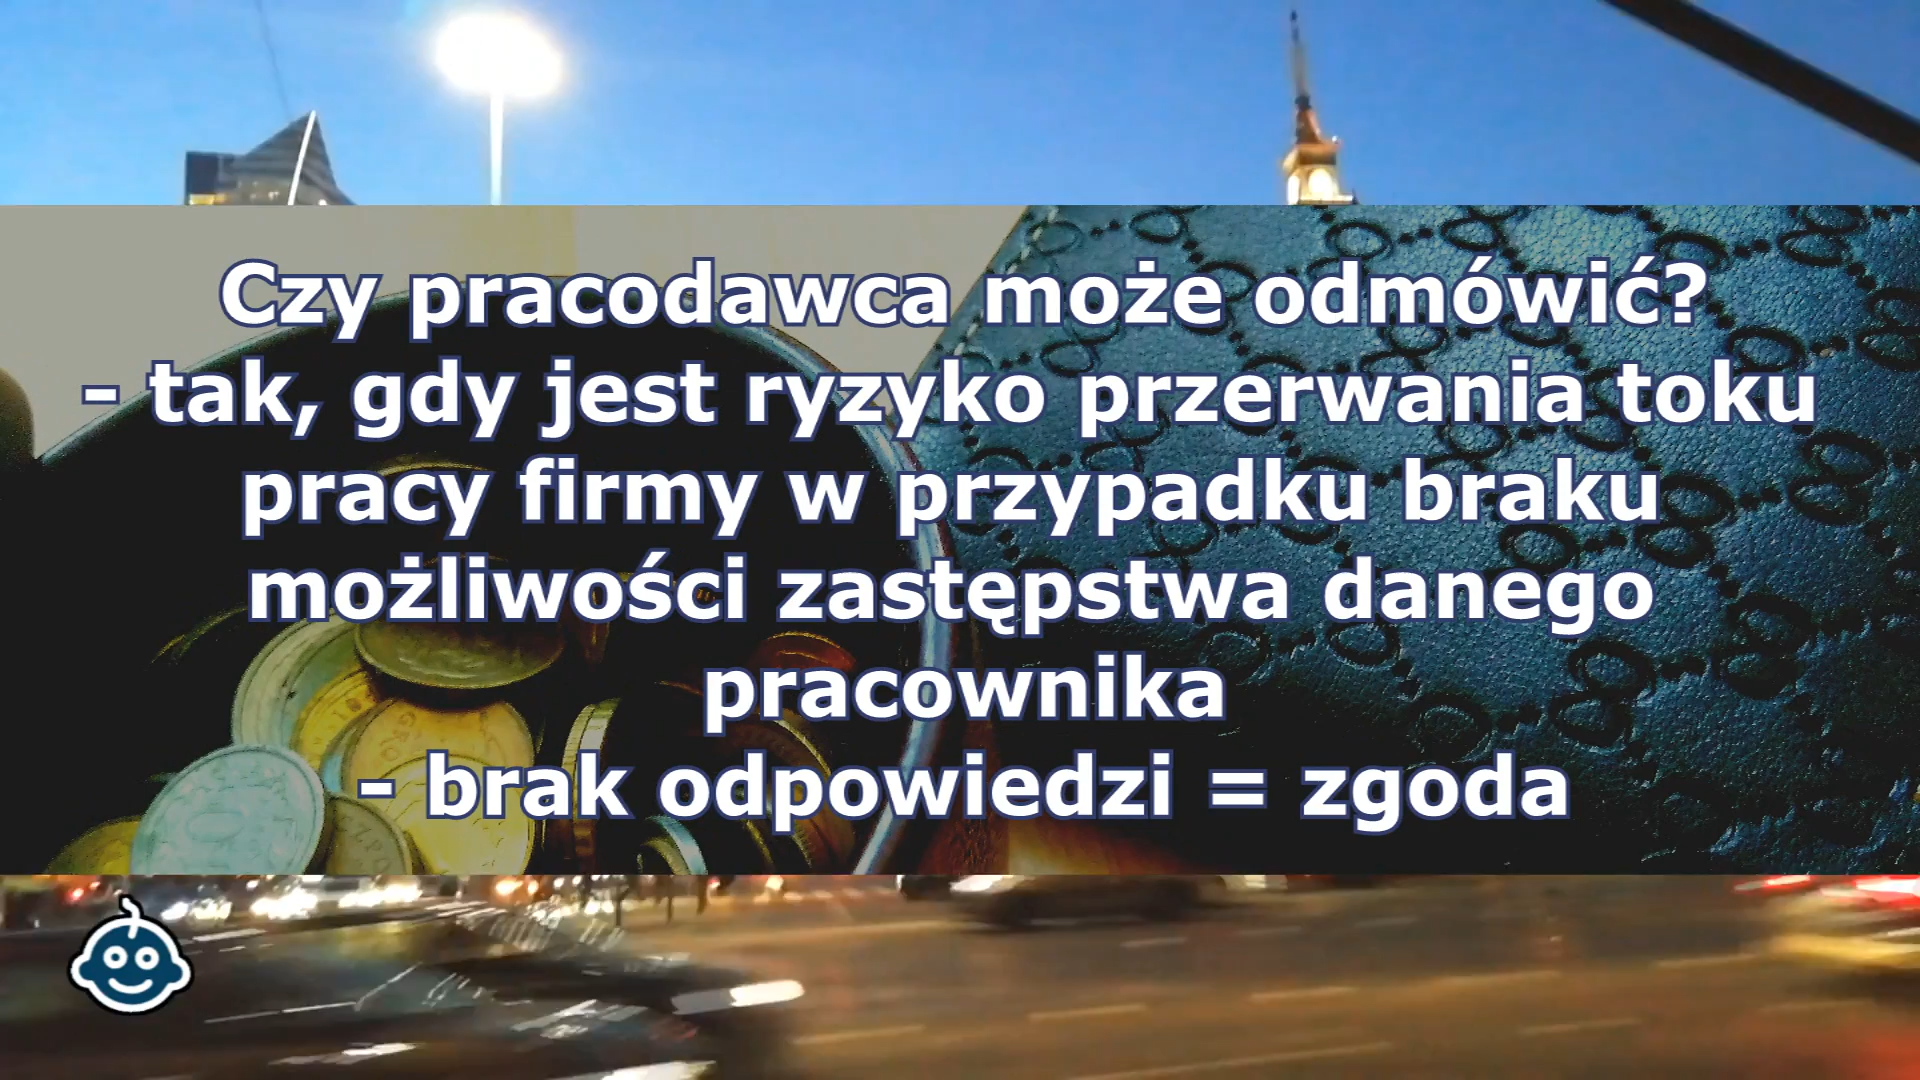 Czy pracodawca może odmówić?
- tak, gdy jest ryzyko przerwania toku
pracy firmy w przypadku braku
możliwości zastępstwa danego
pracownika
- brak odpowiedzi = zgoda